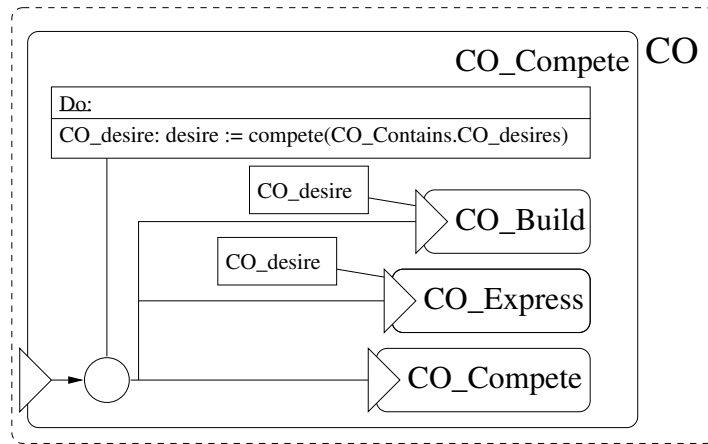 CO
CO_Compete
Do:
CO_desire: desire := compete(CO_Contains.CO_desires)
CO_desire
CO_Build
CO_desire
CO_Express
CO_Compete